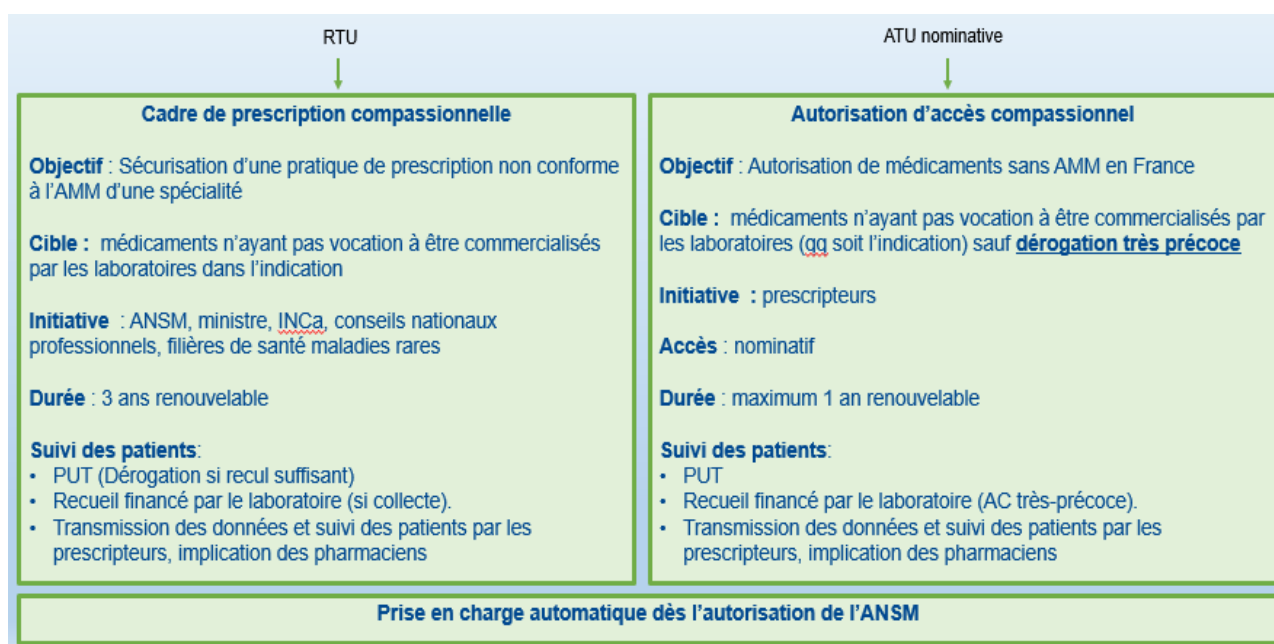 RTU
Cadre de prescription compassionnelle
Objectif : Sécurisation d’une pratique de prescription non conforme
à l’AMM d’une spécialité
Cible : médicaments n’ayant pas vocation à être commercialisés
par les laboratoires dans l’indication
Initiative : ANSM, ministre, INCa, conseils nationaux
professionnels, filières de santé maladies rares
Durée : 3 ans renouvelable
Suivi des patients:
• PUT (Dérogation si recul suffisant)
• Recueil financé par le laboratoire (si collecte).
• Transmission des données et suivi des patients par les
prescripteurs, implication des pharmaciens
ATU nominative
Autorisation d’accès compassionnel
Objectif : Autorisation de médicaments sans AMM en France
Cible : médicaments n’ayant pas vocation à être commercialisés par
les laboratoires (qq soit l’indication) sauf dérogation très précoce
Initiative : prescripteurs
Accès : nominatif
Durée : maximum 1 an renouvelable
Suivi des patients:
• PUT
• Recueil financé par le laboratoire (AC très-précoce).
• Transmission des données et suivi des patients par les
prescripteurs, implication des pharmaciens
Prise en charge automatique dès l’autorisation de l’ANSM